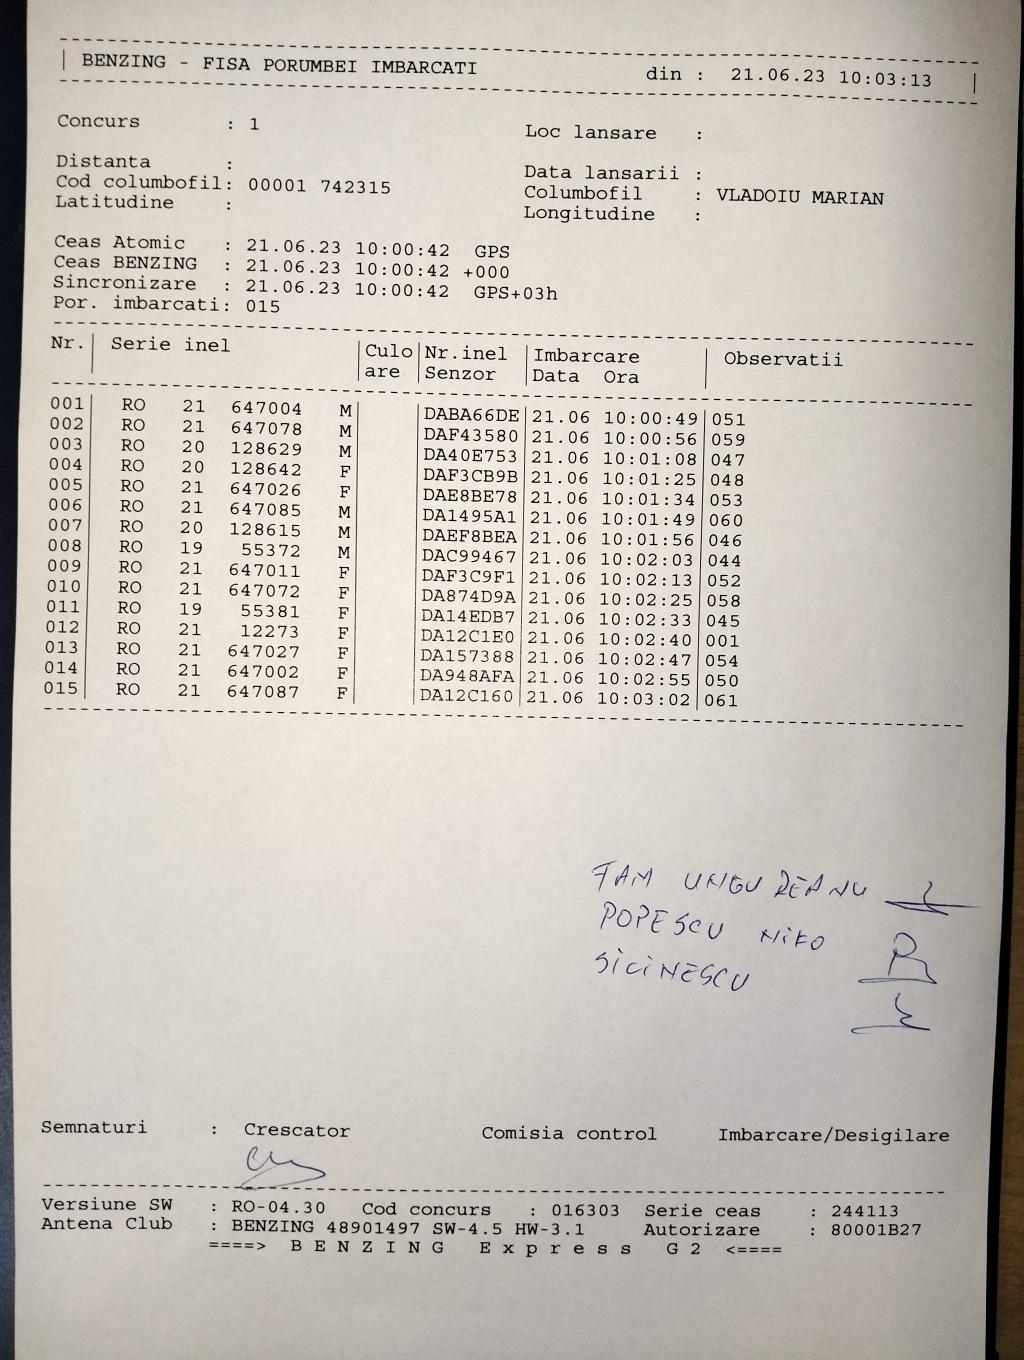 BENZING - FISA PORUMBEI IMBARCATI din : 21.06.23 10:03:13
Concurs : 1 Loc lansare :
Distanta : Data lansarii :
Cod columbofil: 00001 742315 Columbofil : VLADOIU MARIAN
Latitudine : Longitudine :
Ceas Atomic : 21.06.23 10:00:42 GPS
Ceas BENZING : 21.06.23 10:00:42 +000
Sincronizare : 21.06.23 10:00:42 GPS+03h
Por. imbarcati: 015
Nr. | Serie inel | Culo | Nr.inel | Imbarcare | Observatii
are | Senzor | Data Ora
001 | RO 21 647004 M | DABA66DE | 21.06 10:00:49 | 051
002 | RO 21 647078 M | DAF43580 | 21.06 10:00:56 | 059
003 | RO 20 128629 M | DA40E753 | 21.06 10:01:08 | 047
004 | RO 20 128642 F | DAF3CB9B | 21.06 10:01:25 | 048
005 | RO 21 647026 F | DAE8BE78 | 21.06 10:01:34 | 053
006 | RO 21 647085 M | DA1495A1 | 21.06 10:01:49 | 060
007 | RO 20 128615 M | DAEF8BEA | 21.06 10:01:56 | 046
008 | RO 19 55372 M | DAC99467 | 21.06 10:02:03 | 044
009 | RO 21 647011 F | DAF3C9F1 | 21.06 10:02:13 | 052
010 | RO 21 647072 F | DA874D9A | 21.06 10:02:25 | 058
011 | RO 19 55381 F | DA14EDB7 | 21.06 10:02:33 | 045
012 | RO 21 12273 F | DA12C1E0 | 21.06 10:02:40 | 001
013 | RO 21 647027 F | DA157388 | 21.06 10:02:47 | 054
014 | RO 21 647002 F | DA948AFA | 21.06 10:02:55 | 050
015 | RO 21 647087 F | DA12C160 | 21.06 10:03:02 | 061
FAM UNGUREANU
POPESCU NIKO
SICINESCU
Semnaturi : Crescator Comisia control Imbarcare/Desigilare
Versiune SW : RO-04.30 Cod concurs : 016303 Serie ceas : 244113
Antena Club : BENZING 48901497 SW-4.5 HW-3.1 Autorizare : 80001B27
====> B E N Z I N G E x p r e s s G 2 <====